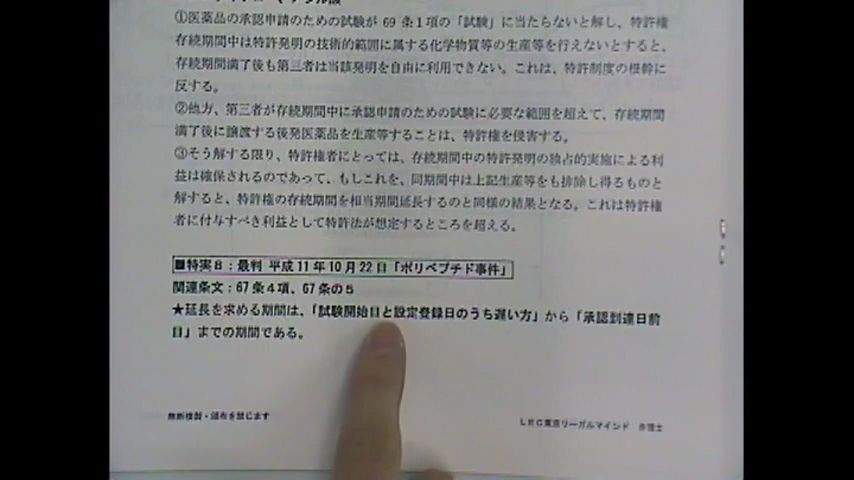 ①医薬品の承認申請のための試験が 69 条1項の「試験」に当たらないと解し、特許権
存続期間中は特許発明の技術的範囲に属する化学物質等の生産等を行えないとすると、
存続期間満了後も第三者は当該発明を自由に利用できない。これは、特許制度の根幹に
反する。
②他方、第三者が存続期間中に承認申請のための試験に必要な範囲を超えて、存続期間
満了後に譲渡する後発医薬品を生産等することは、特許権を侵害する。
③そう解する限り、特許権者にとっては、存続期間中の特許発明の独占的実施による利
益は確保されるのであって、もしこれを、同期間中は上記生産等をも排除し得るものと
解すると、特許権の存続期間を相当期間延長するのと同様の結果となる。これは特許権
者に付与すべき利益として特許法が想定するところを超える。
■特実8：最判 平成11年10月22日「ポリペプチド事件」
関連条文：67条4項、67条の5
★延長を求める期間は、「試験開始日と設定登録日のうち遅い方」から「承認到達日前
日」までの期間である。
無断複製・頒布を禁じます
LEC東京リーガルマインド 弁理士